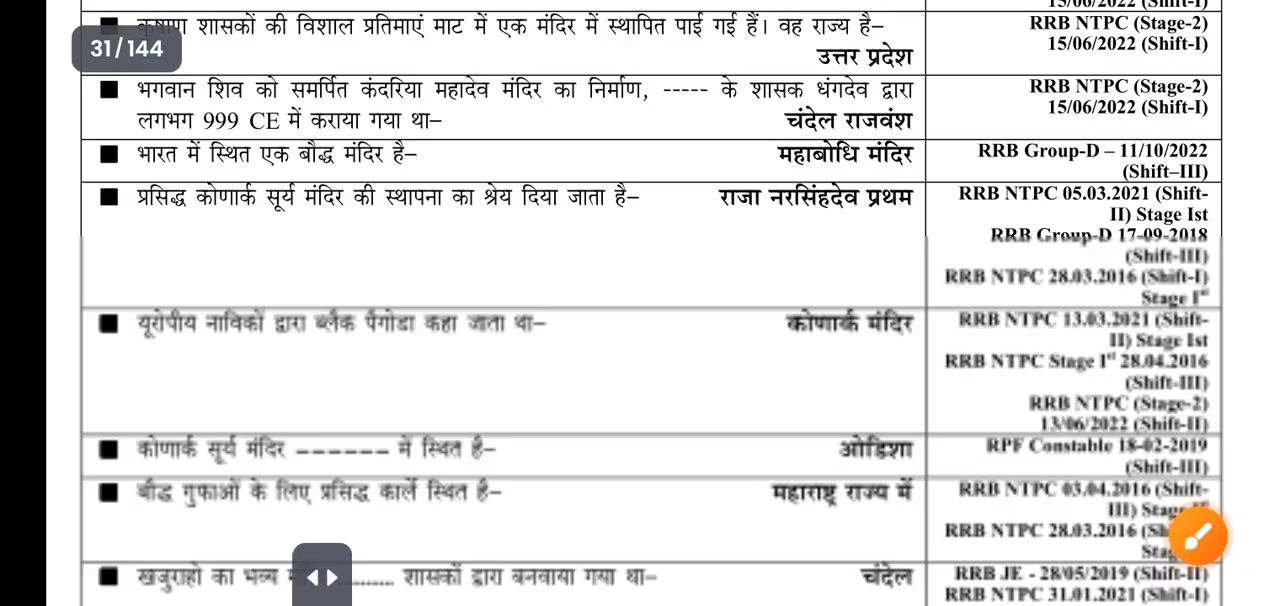 15/06/2022 (Shift-I)
कुषाण शासकों की विशाल प्रतिमाएं माट में एक मंदिर में स्थापित पाई गई हैं। वह राज्य है–
उत्तर प्रदेश
RRB NTPC (Stage-2)
15/06/2022 (Shift-I)
31/144
भगवान शिव को समर्पित कंदरिया महादेव मंदिर का निर्माण, ----- के शासक धंगदेव द्वारा
लगभग 999 CE में कराया गया था– चंदेल राजवंश
RRB NTPC (Stage-2)
15/06/2022 (Shift-I)
भारत में स्थित एक बौद्ध मंदिर है– महाबोधि मंदिर
RRB Group-D – 11/10/2022
(Shift–III)
प्रसिद्ध कोणार्क सूर्य मंदिर की स्थापना का श्रेय दिया जाता है– राजा नरसिंहदेव प्रथम
RRB NTPC 05.03.2021 (Shift-
II) Stage Ist
RRB Group-D 17-09-2018
(Shift-III)
RRB NTPC 28.03.2016 (Shift-I)
Stage Iˢᵗ
यूरोपीय नाविकों द्वारा ब्लैक पैगोडा कहा जाता था– कोणार्क मंदिर
RRB NTPC 13.03.2021 (Shift-
II) Stage Ist
RRB NTPC Stage Iˢᵗ 28.04.2016
(Shift-III)
RRB NTPC (Stage-2)
13/06/2022 (Shift-II)
कोणार्क सूर्य मंदिर ------ में स्थित है– ओडिशा
RPF Constable 18-02-2019
(Shift-III)
बौद्ध गुफाओं के लिए प्रसिद्ध कार्ले स्थित है– महाराष्ट्र राज्य में
RRB NTPC 03.04.2016 (Shift-
III)
RRB NTPC 28.03.2016
खजुराहो का भव्य ......... शासकों द्वारा बनवाया गया था– चंदेल
RRB JE - 28/05/2019 (Shift-II)
RRB NTPC 31.01.2021 (Shift-I)